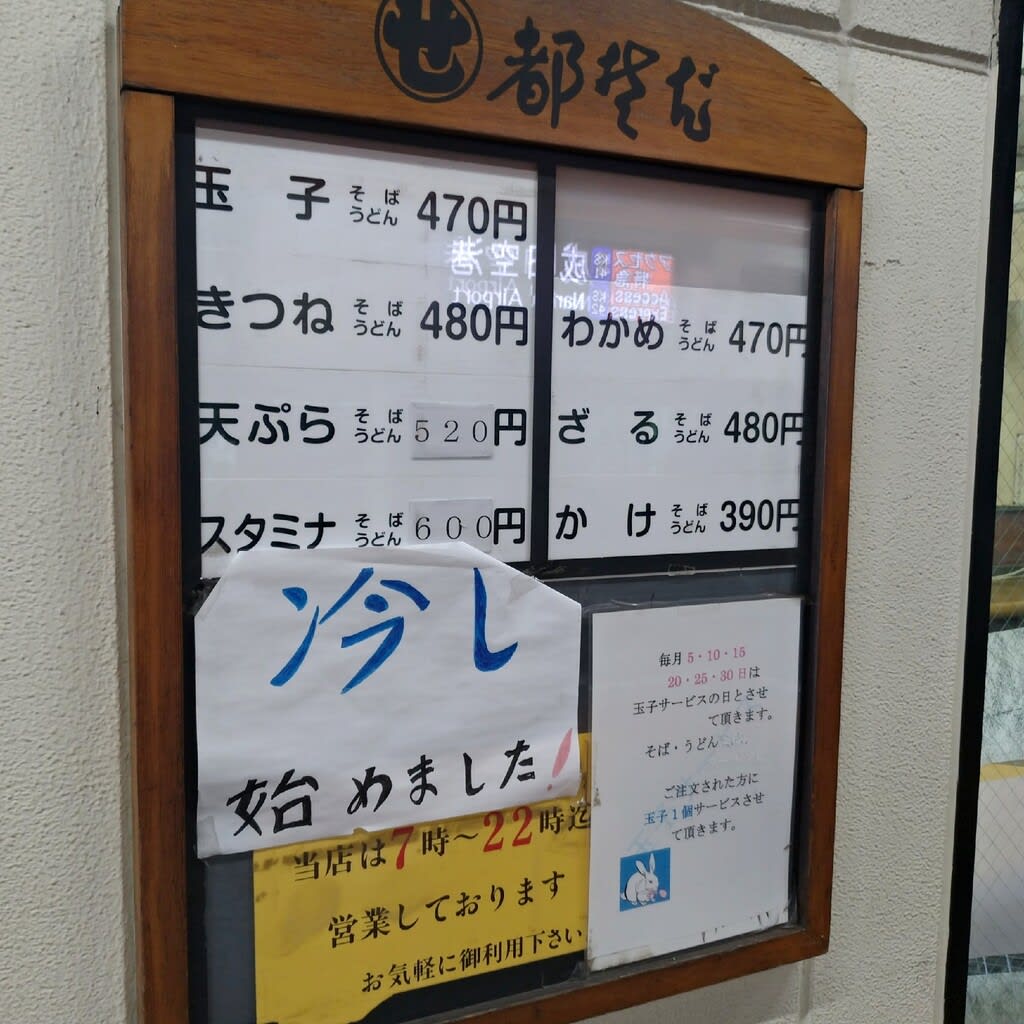 せ 都そば
玉子 そば うどん 470円
きつね そば うどん 480円
天ぷら そば うどん 520円
スタミナ そば うどん 600円
わかめ そば うどん 470円
ざる そば うどん 480円
かけ そば うどん 390円
冷し
始めました!
当店は7時~22時迄
営業しております
お気軽に御利用下さい
毎月5・10・15
20・25・30日は
玉子サービスの日とさせ
て頂きます。
そば・うどん
ご注文された方に
玉子1個サービスさせ
て頂きます。